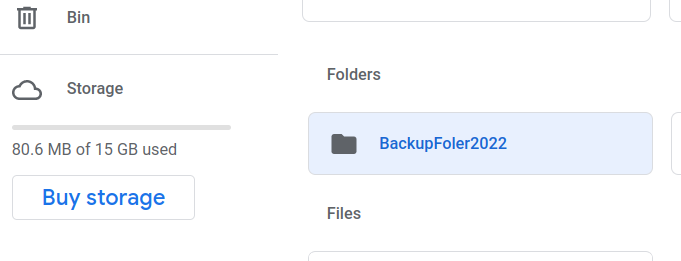 Bin
Storage
80.6 MB of 15 GB used
Buy storage
Folders
BackupFoler2022
Files